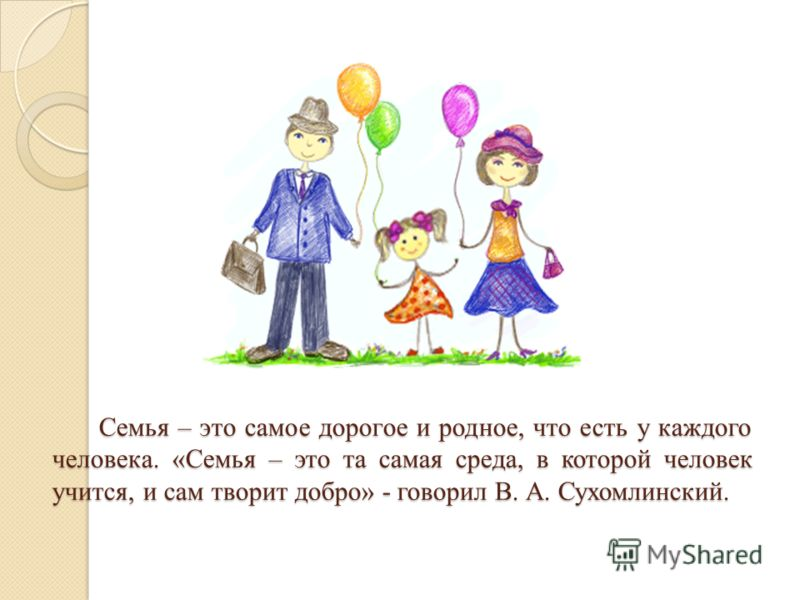 Семья – это самое дорогое и родное, что есть у каждого
человека. «Семья – это та самая среда, в которой человек
учится, и сам творит добро» - говорил В. А. Сухомлинский.
MyShared